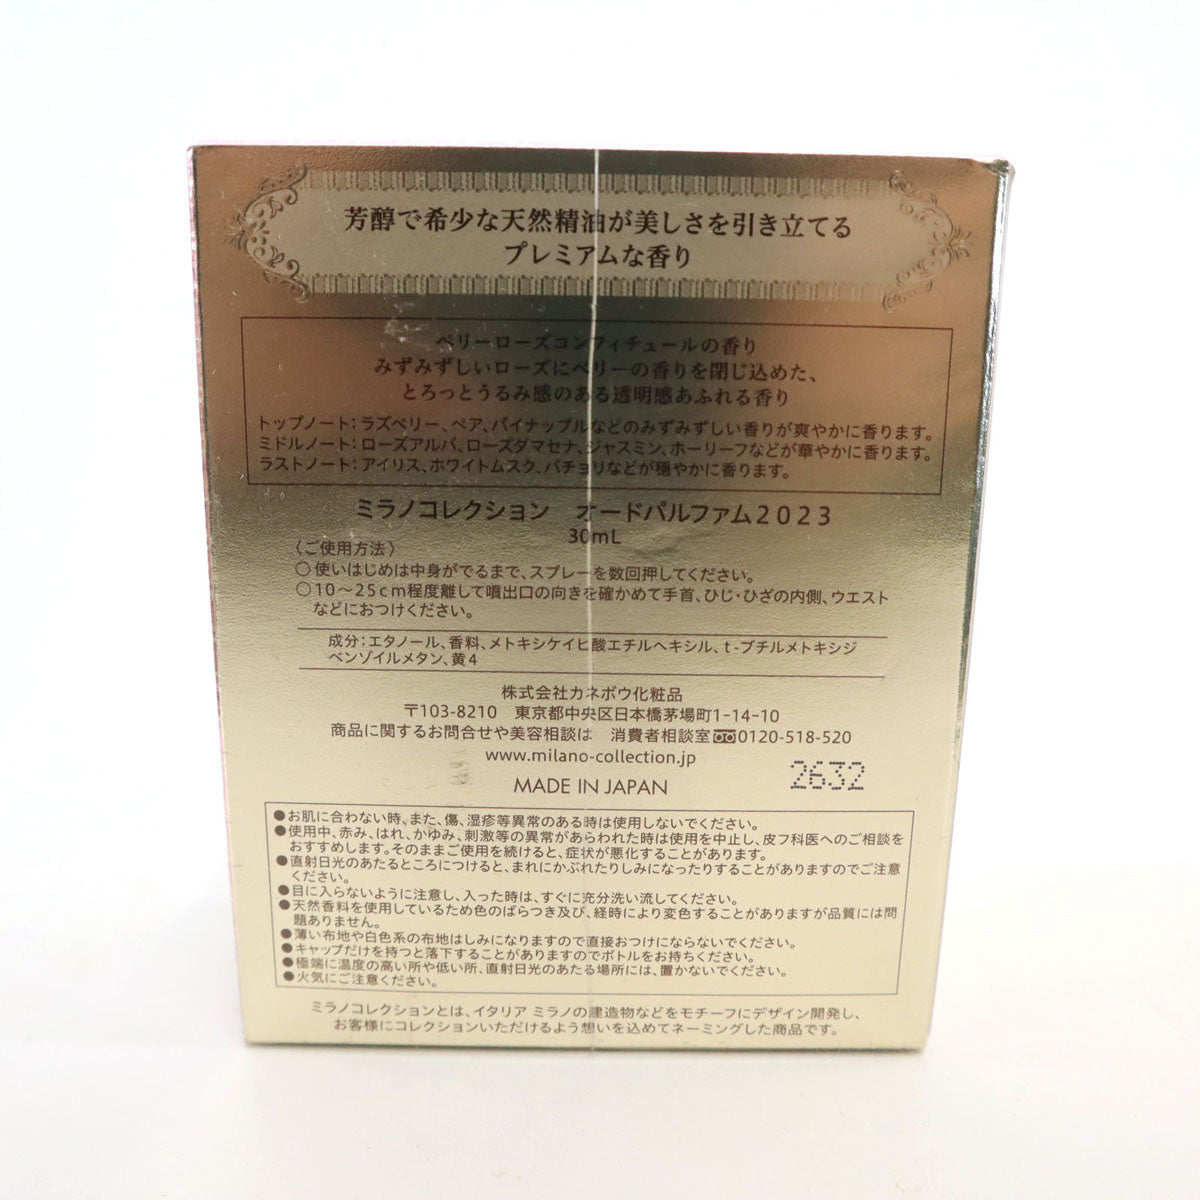 芳醇で希少な天然精油が美しさを引き立てる
プレミアムな香り
ベリーローズコンフィチュールの香り
みずみずしいローズにベリーの香りを閉じ込めた、
とろっとうるみ感のある透明感あふれる香り
トップノート：ラズベリー、ペア、パイナップルなどのみずみずしい香りが爽やかに香ります。
ミドルノート：ローズアルバ、ローズダマセナ、ジャスミン、ホーリーフなどが華やかに香ります。
ラストノート：アイリス、ホワイトムスク、パチョリなどが穏やかに香ります。
ミラノコレクション　オードパルファム2023
30mL
〈ご使用方法〉
○使いはじめは中身がでるまで、スプレーを数回押してください。
○10～25cm程度離して噴出口の向きを確かめて手首、ひじ・ひざの内側、ウエスト
などにおつけください。
成分：エタノール、香料、メトキシケイヒ酸エチルヘキシル、t-ブチルメトキシジ
ベンゾイルメタン、黄4
株式会社カネボウ化粧品
〒103-8210　東京都中央区日本橋茅場町1-14-10
商品に関するお問合せや美容相談は　消費者相談室 0120-518-520
www.milano-collection.jp
MADE IN JAPAN
2632
●お肌に合わない時、また、傷、湿疹等異常のある時は使用しないでください。
●使用中、赤み、はれ、かゆみ、刺激等の異常があらわれた時は使用を中止し、皮フ科医へのご相談を
おすすめします。そのままご使用を続けると、症状が悪化することがあります。
●直射日光のあたるところにつけると、まれにかぶれたりしみになったりすることがありますのでご注意
ください。
●目に入らないように注意し、入った時は、すぐに充分洗い流してください。
●天然香料を使用しているため色のばらつき及び、経時により変色することがありますが品質には問
題ありません。
●薄い布地や白色系の布地はしみになりますので直接おつけにならないでください。
●キャップだけを持つと落下することがありますのでボトルをお持ちください。
●極端に温度の高い所や低い所、直射日光のあたる場所には、置かないでください。
●火気にご注意ください。
ミラノコレクションとは、イタリア ミラノの建造物などをモチーフにデザイン開発し、
お客様にコレクションいただけるよう想いを込めてネーミングした商品です。